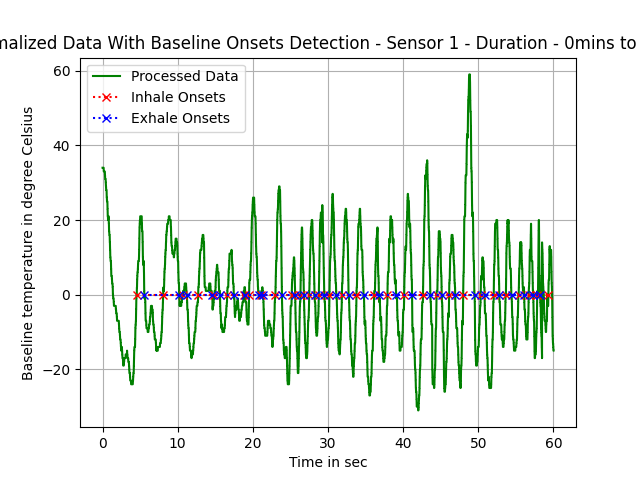 malized Data With Baseline Onsets Detection - Sensor 1 - Duration - 0mins to
Processed Data
Inhale Onsets
Exhale Onsets
Baseline temperature in degree Celsius
60
40
20
0
−20
0 10 20 30 40 50 60
Time in sec